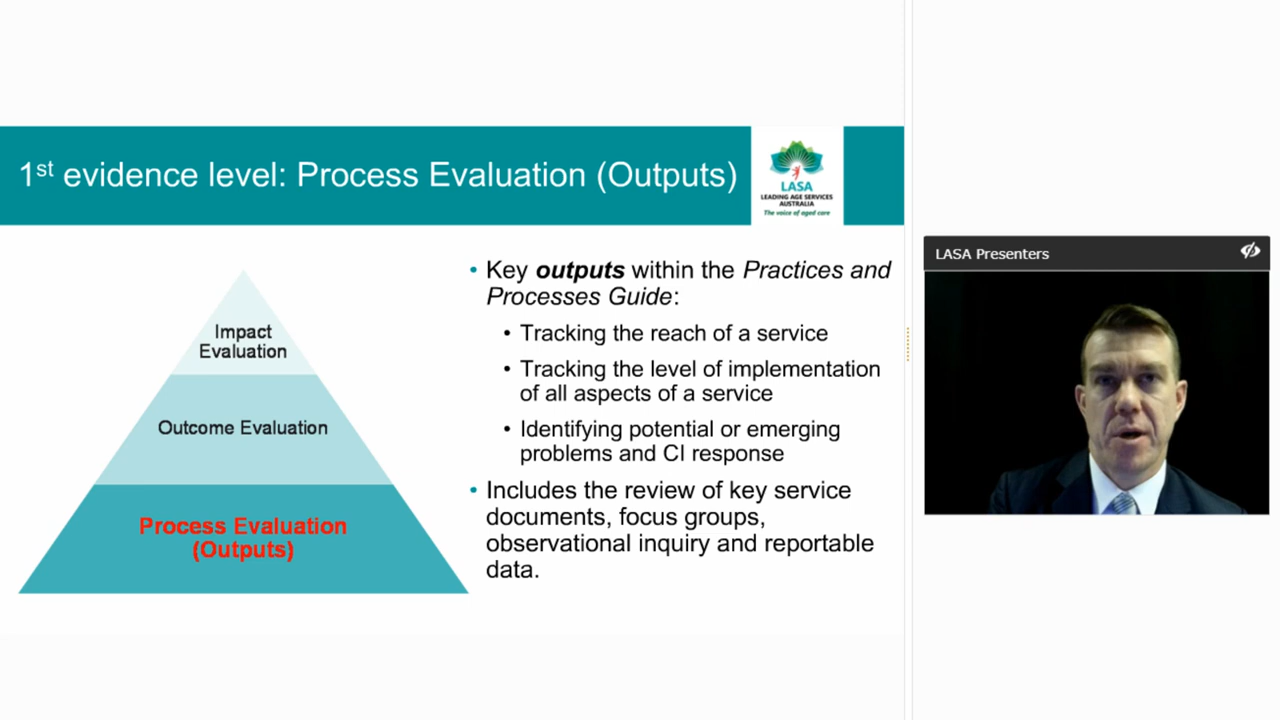 1st evidence level: Process Evaluation (Outputs)
LASA
LEADING AGE SERVICES
AUSTRALIA
The voice of aged care
Impact
Evaluation
Outcome Evaluation
Process Evaluation
(Outputs)
• Key outputs within the Practices and
Processes Guide:
• Tracking the reach of a service
• Tracking the level of implementation
of all aspects of a service
• Identifying potential or emerging
problems and CI response
• Includes the review of key service
documents, focus groups,
observational inquiry and reportable
data.
LASA Presenters